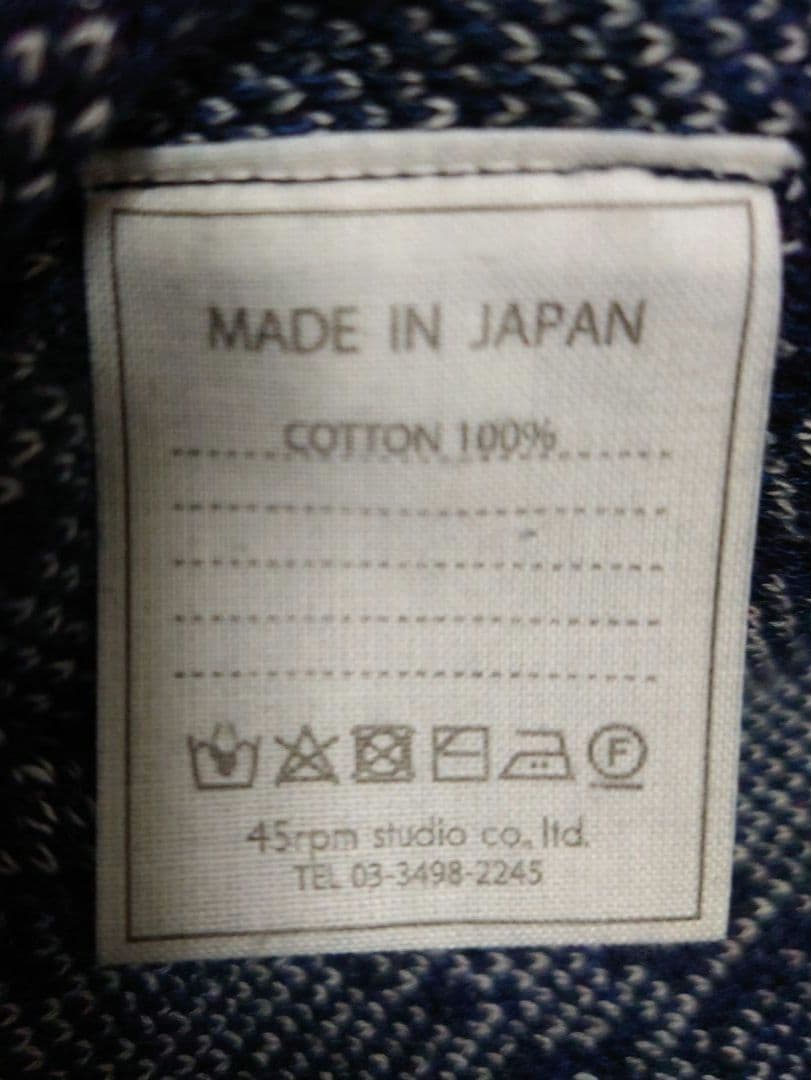 MADE IN JAPAN
COTTON 100%
F
45rpm studio co., ltd.
TEL 03-3498-2245